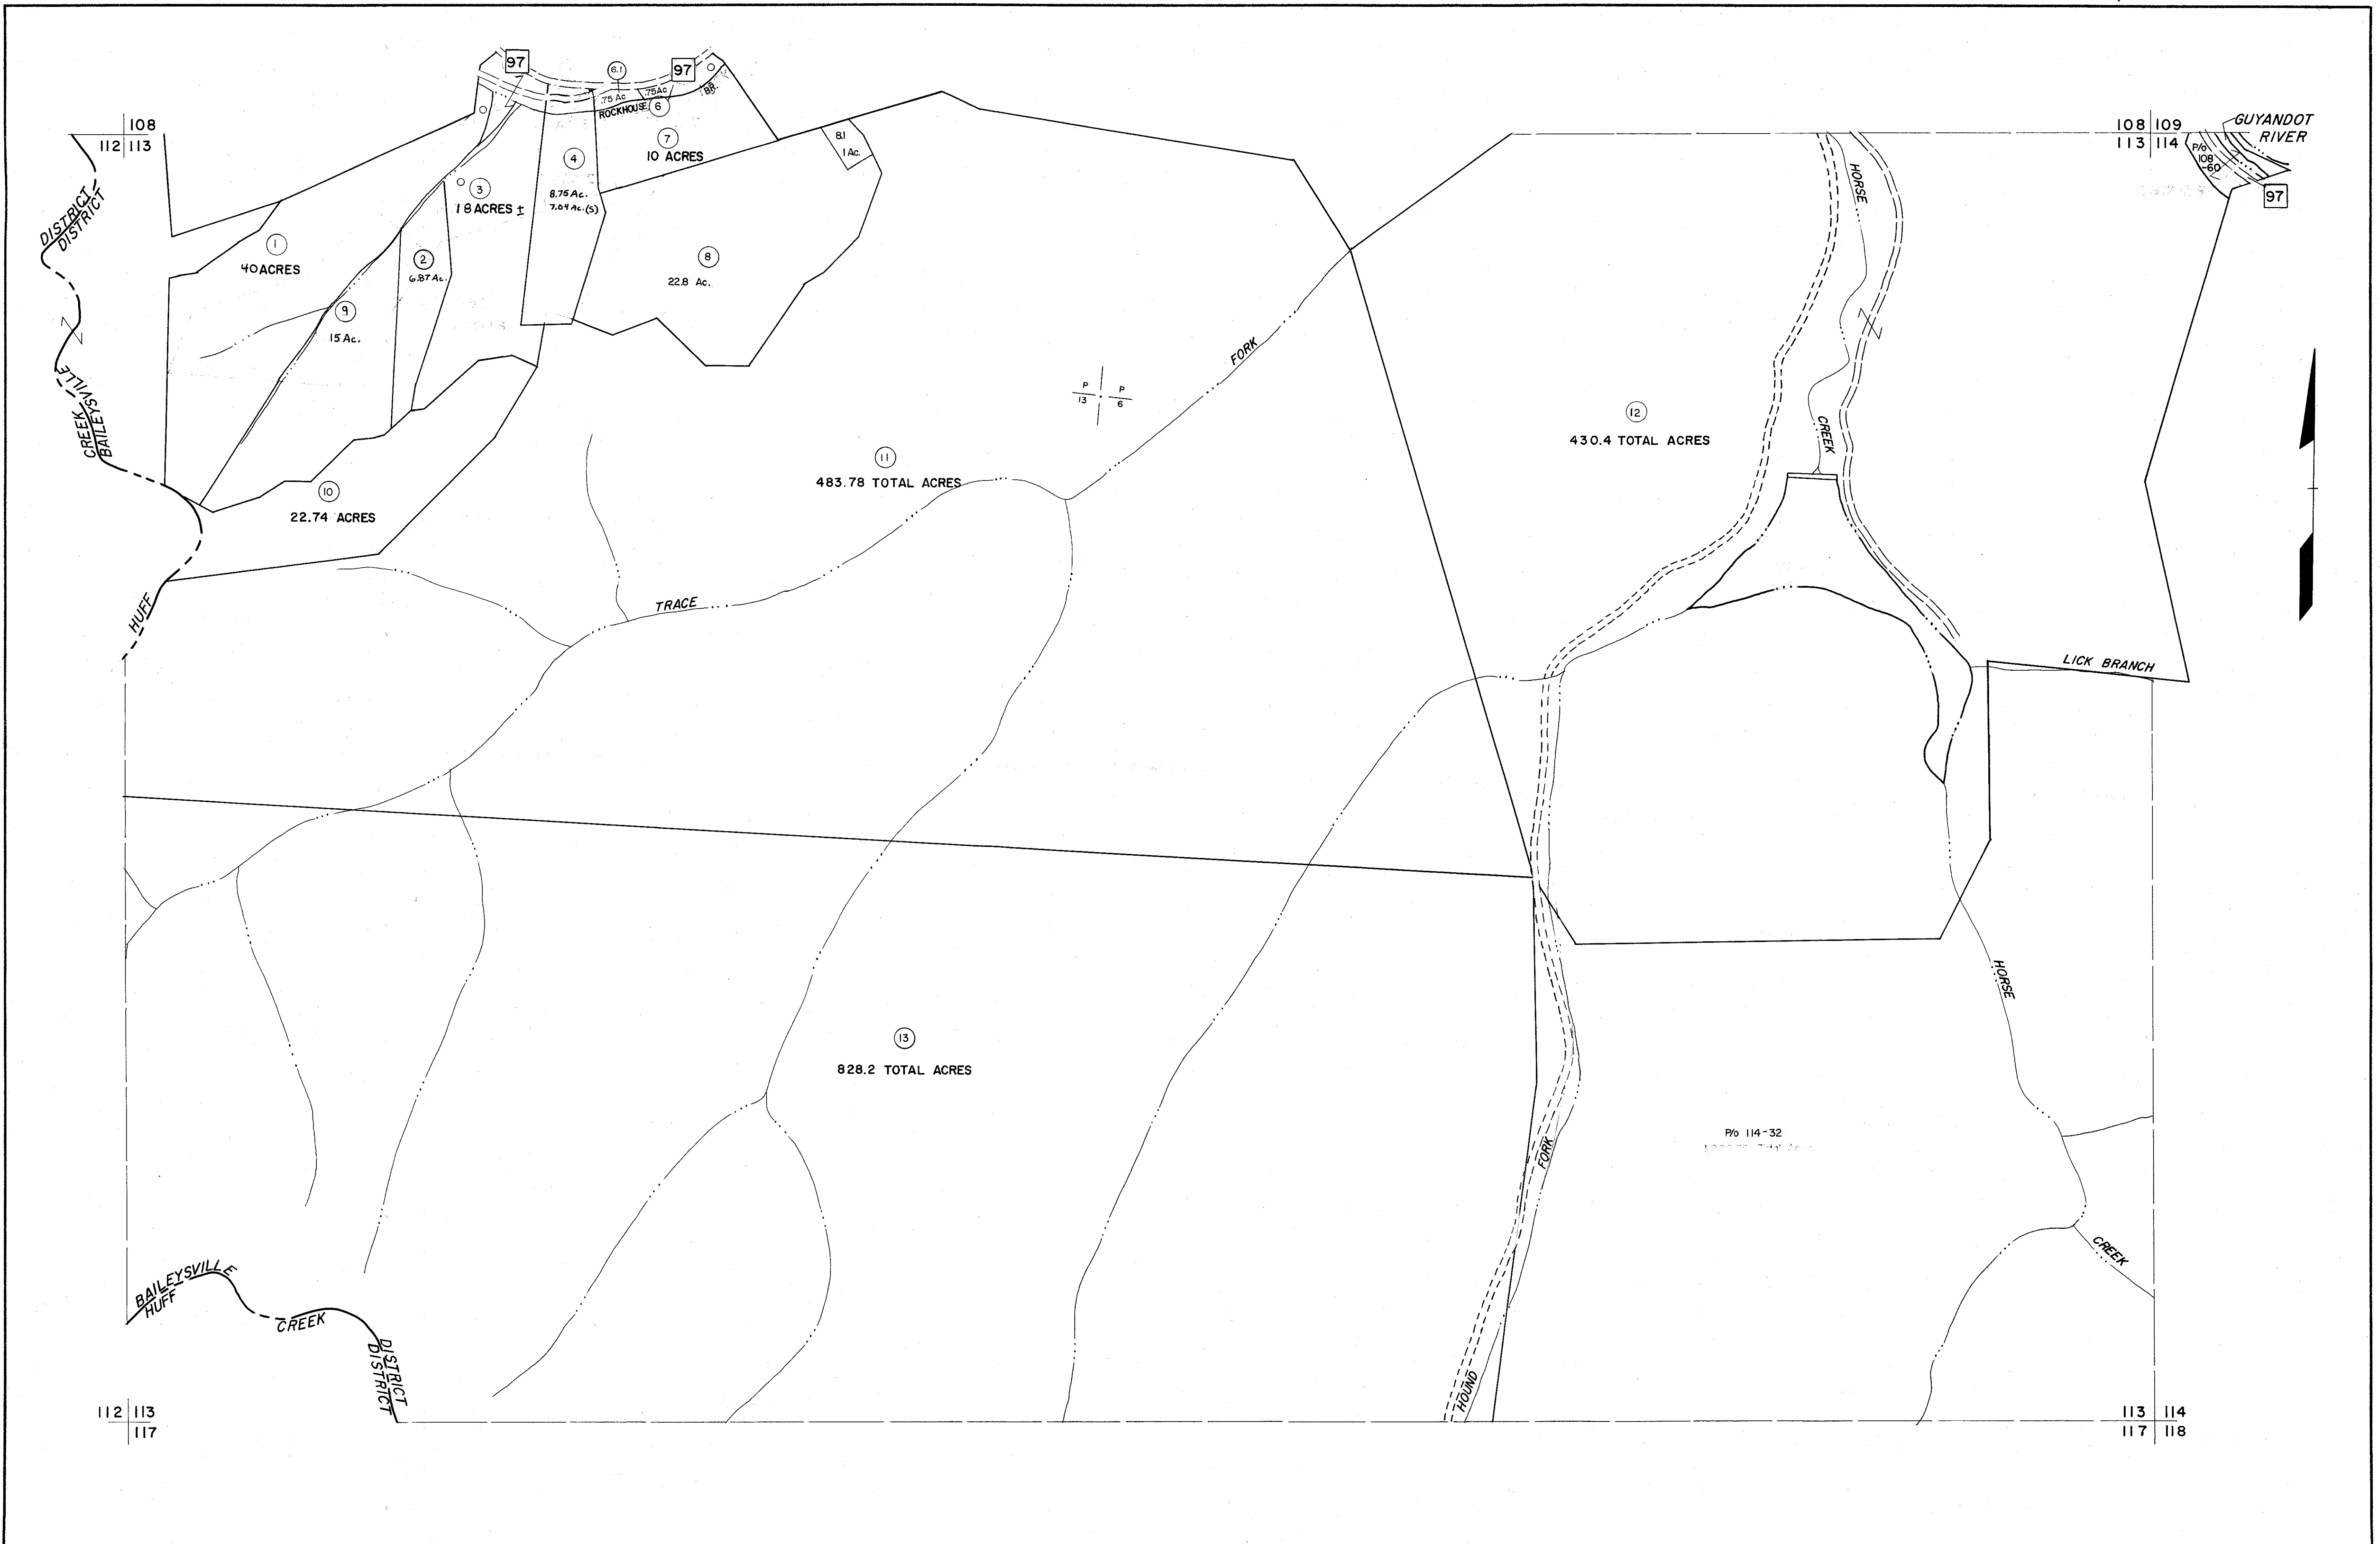 97
6.1
97
.75 Ac
.75Ac
BR.
ROCKHOUSE
6
108
112 113
108 109
113 114
GUYANDOT
RIVER
P/o
108
-60
97
7
10 ACRES
8.1
1 Ac.
4
8.75 Ac.
7.04 Ac.(S)
3
18 ACRES ±
DISTRICT
DISTRICT
1
40 ACRES
2
6.87 Ac.
8
22.8 Ac.
9
15 Ac.
HORSE
FORK
P P
13 6
CREEK
BAILEYSVILLE
12
430.4 TOTAL ACRES
CREEK
11
483.78 TOTAL ACRES
10
22.74 ACRES
HUFF
TRACE
LICK BRANCH
HORSE
13
828.2 TOTAL ACRES
P/o 114-32
FORK
CREEK
BAILEYSVILLE
HUFF
CREEK
DISTRICT
DISTRICT
HOUND
112 113
117
113 114
117 118